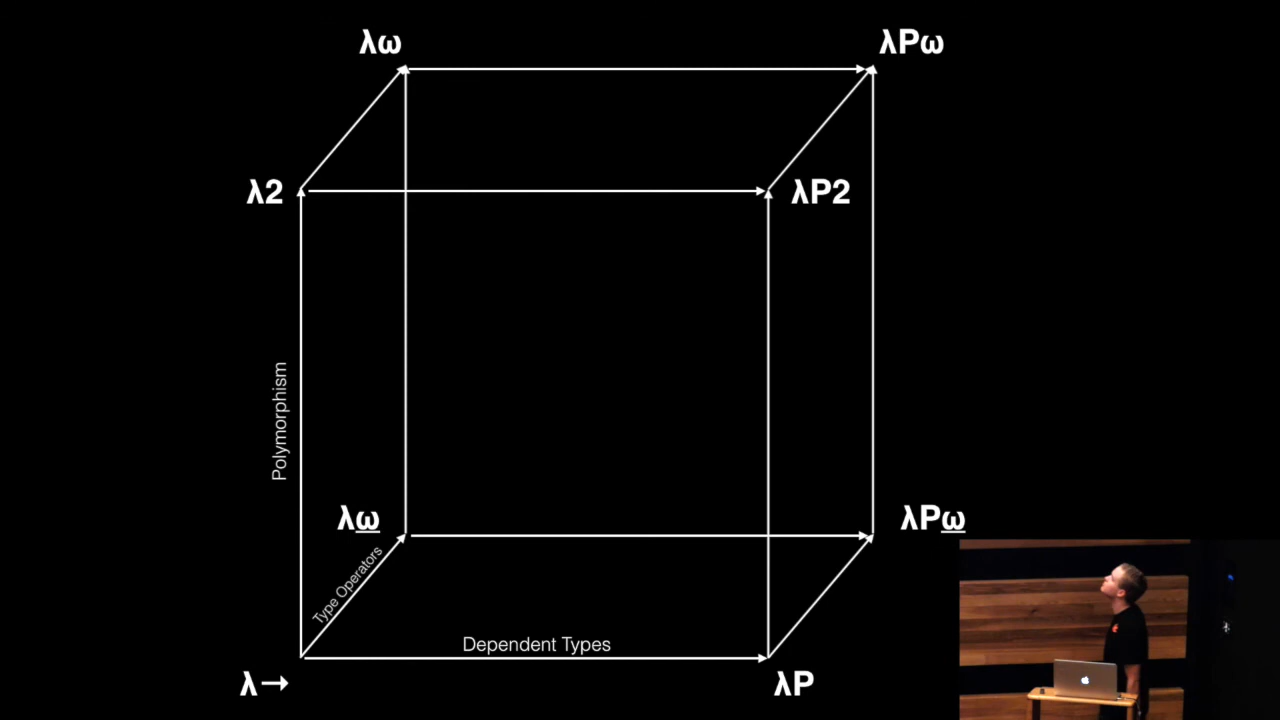 λω
λPω
λ2
λP2
Polymorphism
λω̲
λPω̲
Type Operators
Dependent Types
λ→
λP